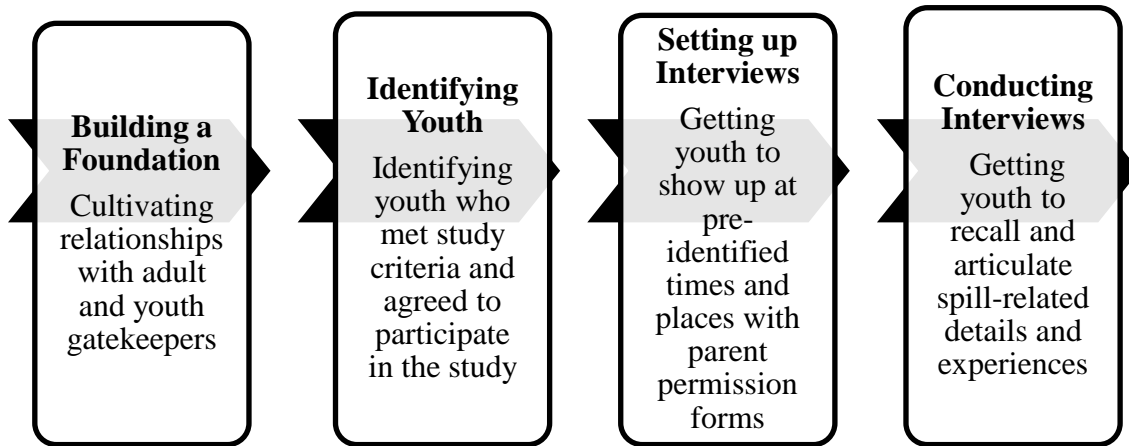 Building a
Foundation
Cultivating
relationships
with adult
and youth
gatekeepers
Identifying
Youth
Identifying
youth who
met study
criteria and
agreed to
participate
in the study
Setting up
Interviews
Getting
youth to
show up at
pre-
identified
times and
places with
parent
permission
forms
Conducting
Interviews
Getting
youth to
recall and
articulate
spill-related
details and
experiences